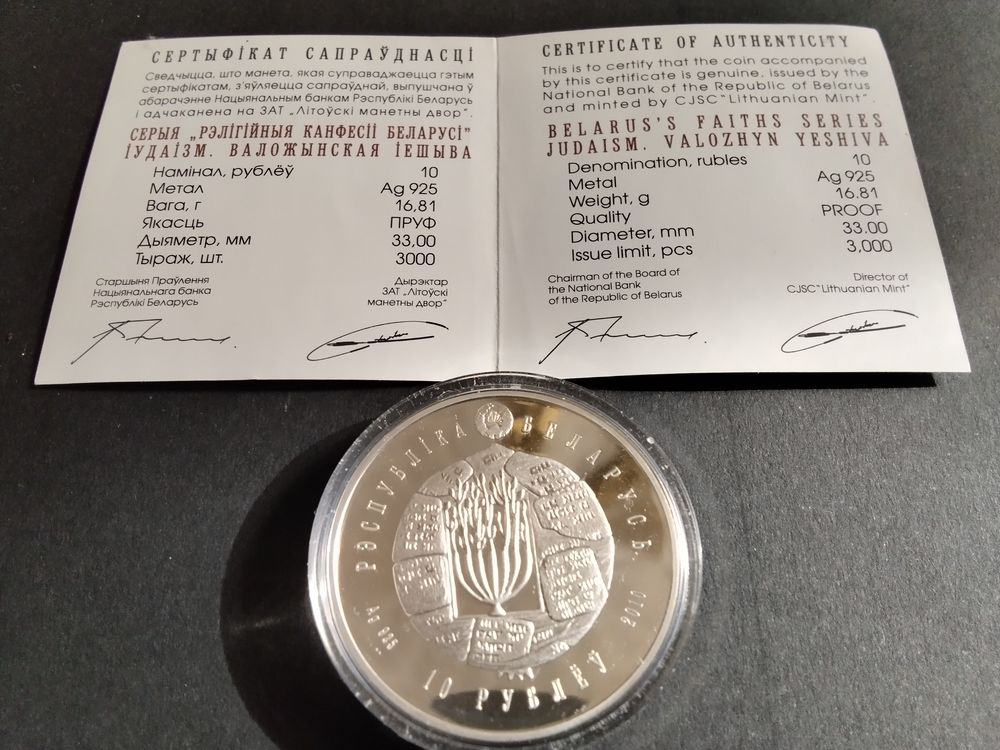 СЕРТЫФІКАТ САПРАЎДНАСЦІ
Сведчыцца, што манета, якая суправаджаецца гэтым
сертыфікатам, з'яўляецца сапраўднай, выпушчана ў
абарачэнне Нацыянальным банкам Рэспублікі Беларусь
і адчаканена на ЗАТ „Літоўскі манетны двор”.
СЕРЫЯ „РЭЛІГІЙНЫЯ КАНФЕСІІ БЕЛАРУСІ”
ІУДАІЗМ. ВАЛОЖЫНСКАЯ ІЕШЫВА
Намінал, рублёў 10
Метал Ag 925
Вага, г 16,81
Якасць ПРУФ
Дыяметр, мм 33,00
Тыраж, шт. 3000
Старшыня Праўлення
Нацыянальнага банка
Рэспублікі Беларусь
Дырэктар
ЗАТ „Літоўскі
манетны двор”
CERTIFICATE OF AUTHENTICITY
This is to certify that the coin accompanied
by this certificate is genuine, issued by the
National Bank of the Republic of Belarus
and minted by CJSC “Lithuanian Mint”.
BELARUS'S FAITHS SERIES
JUDAISM. VALOZHYN YESHIVA
Denomination, rubles 10
Metal Ag 925
Weight, g 16.81
Quality PROOF
Diameter, mm 33.00
Issue limit, pcs 3,000
Chairman of the Board of
the National Bank
of the Republic of Belarus
Director of
CJSC “Lithuanian Mint”
РЭСПУБЛІКА БЕЛАРУСЬ
Ag 925
2010
10 РУБЛЁЎ